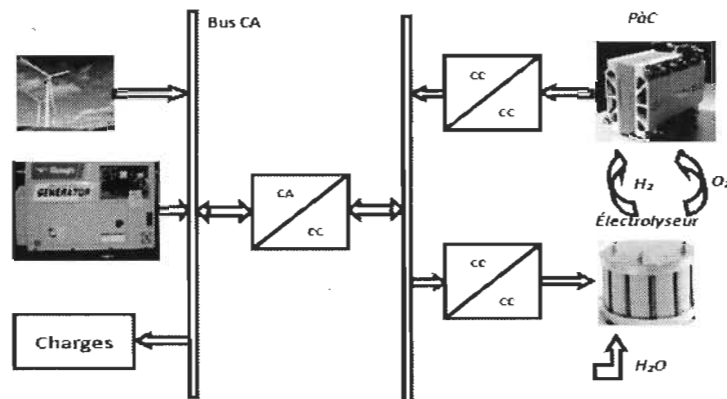 Bus CA
PàC
CC
CC
GENERATOR
CA
CC
H₂
O₂
Électrolyseur
CC
CC
Charges
H₂O